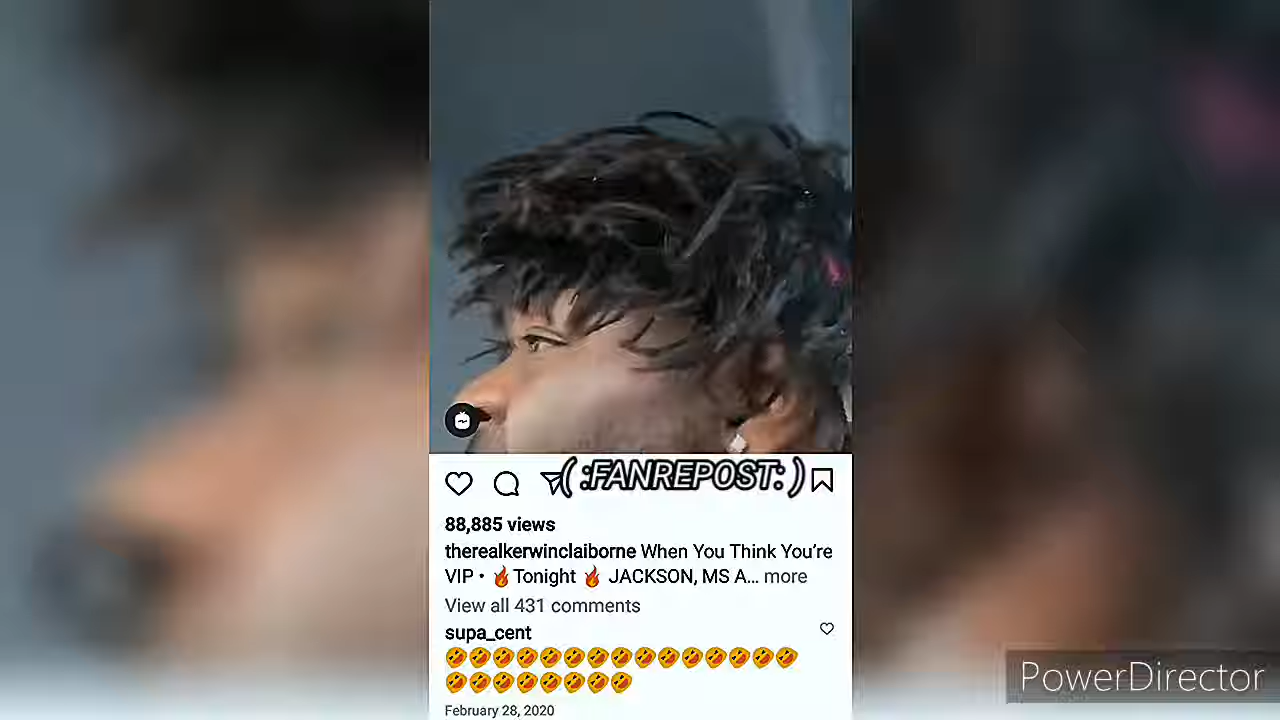 ( :FANREPOST: )
88,885 views
therealkerwinclaiborne When You Think You’re
VIP • 🔥Tonight 🔥 JACKSON, MS A... more
View all 431 comments
supa_cent
🤣🤣🤣🤣🤣🤣🤣🤣🤣🤣🤣🤣🤣🤣🤣
🤣🤣🤣🤣🤣🤣🤣🤣
February 28, 2020
PowerDirector